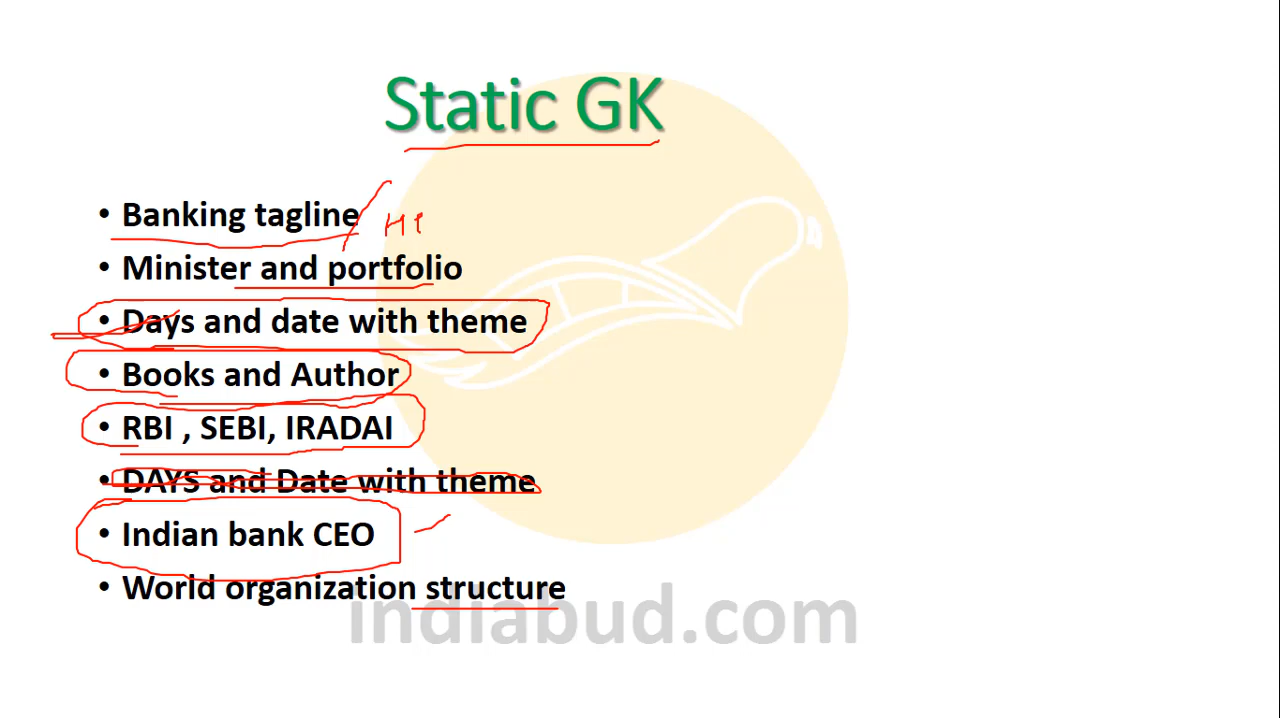 Static GK
• Banking tagline
• Minister and portfolio
• Days and date with theme
• Books and Author
• RBI , SEBI, IRADAI
• DAYS and Date with theme
• Indian bank CEO
• World organization structure
indiabud.com